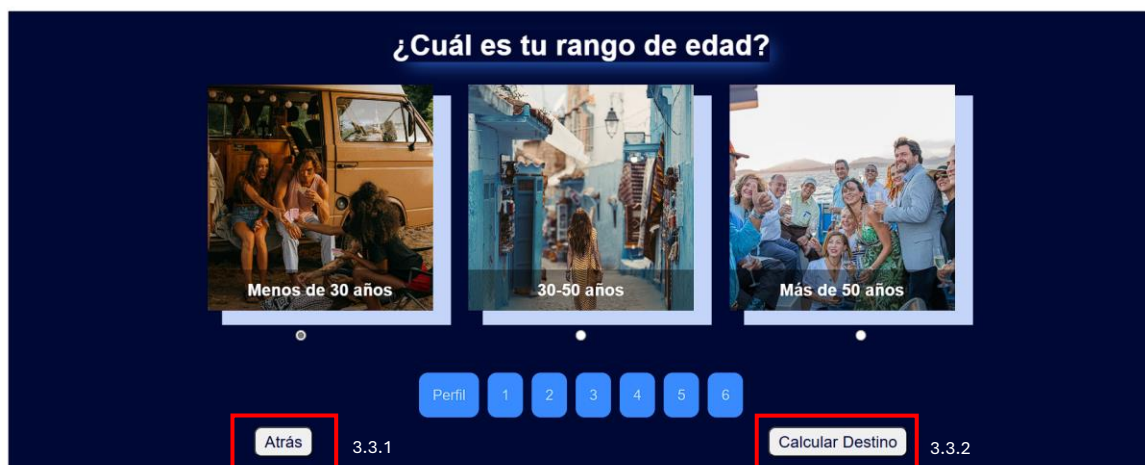 ¿Cuál es tu rango de edad?
Menos de 30 años
30-50 años
Más de 50 años
Perfil 1 2 3 4 5 6
Atrás 3.3.1 Calcular Destino 3.3.2